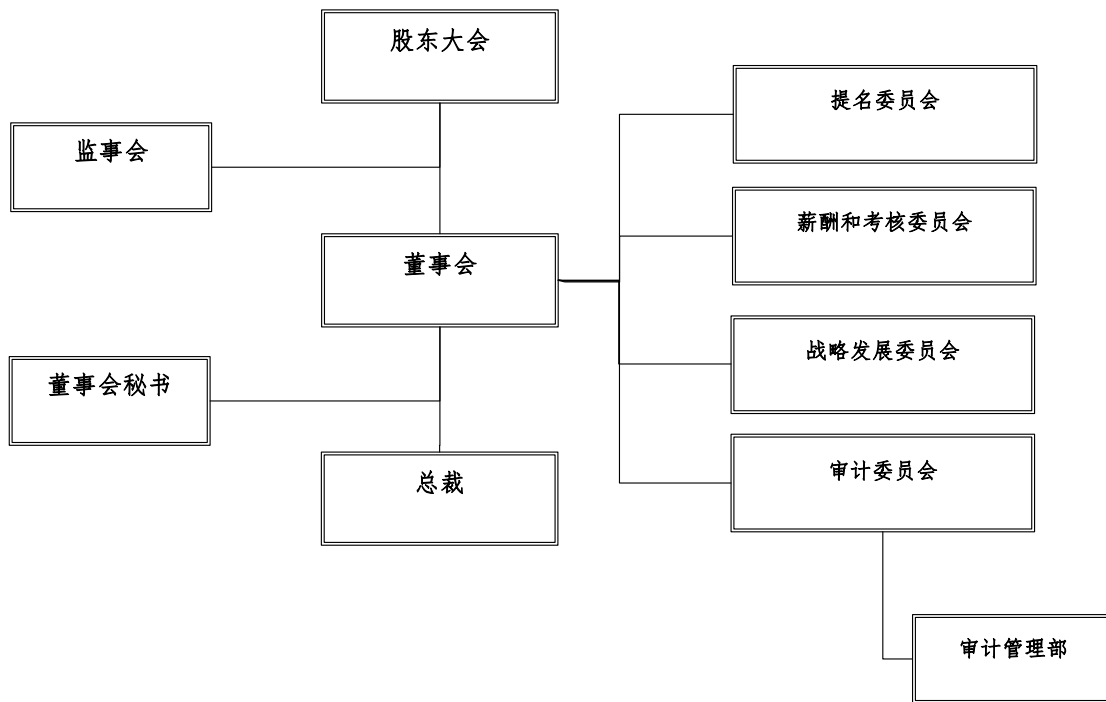 股东大会
提名委员会
监事会
薪酬和考核委员会
董事会
战略发展委员会
董事会秘书
审计委员会
总裁
审计管理部